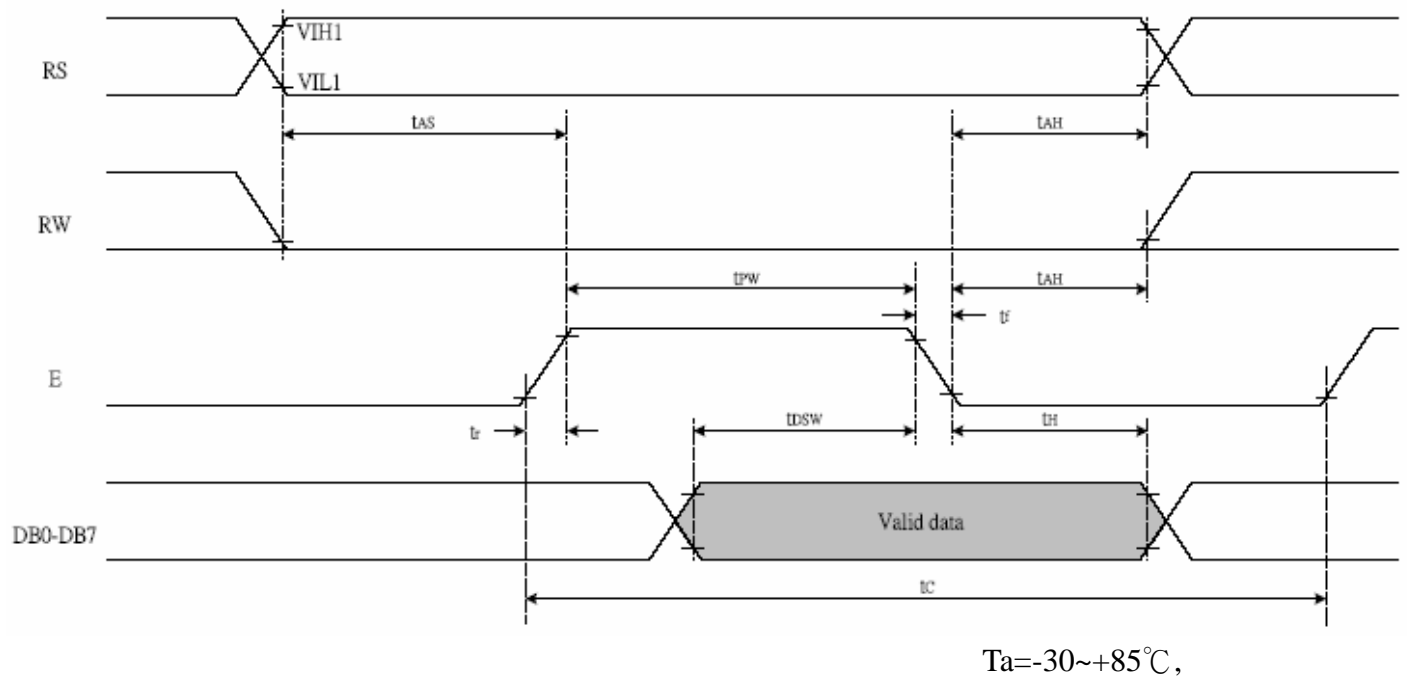 VIH1
RS
VIL1
tAS
tAH
RW
tPW
tAH
tf
E
tr
tDSW
tH
DB0-DB7
Valid data
tC
Ta=-30~+85℃,